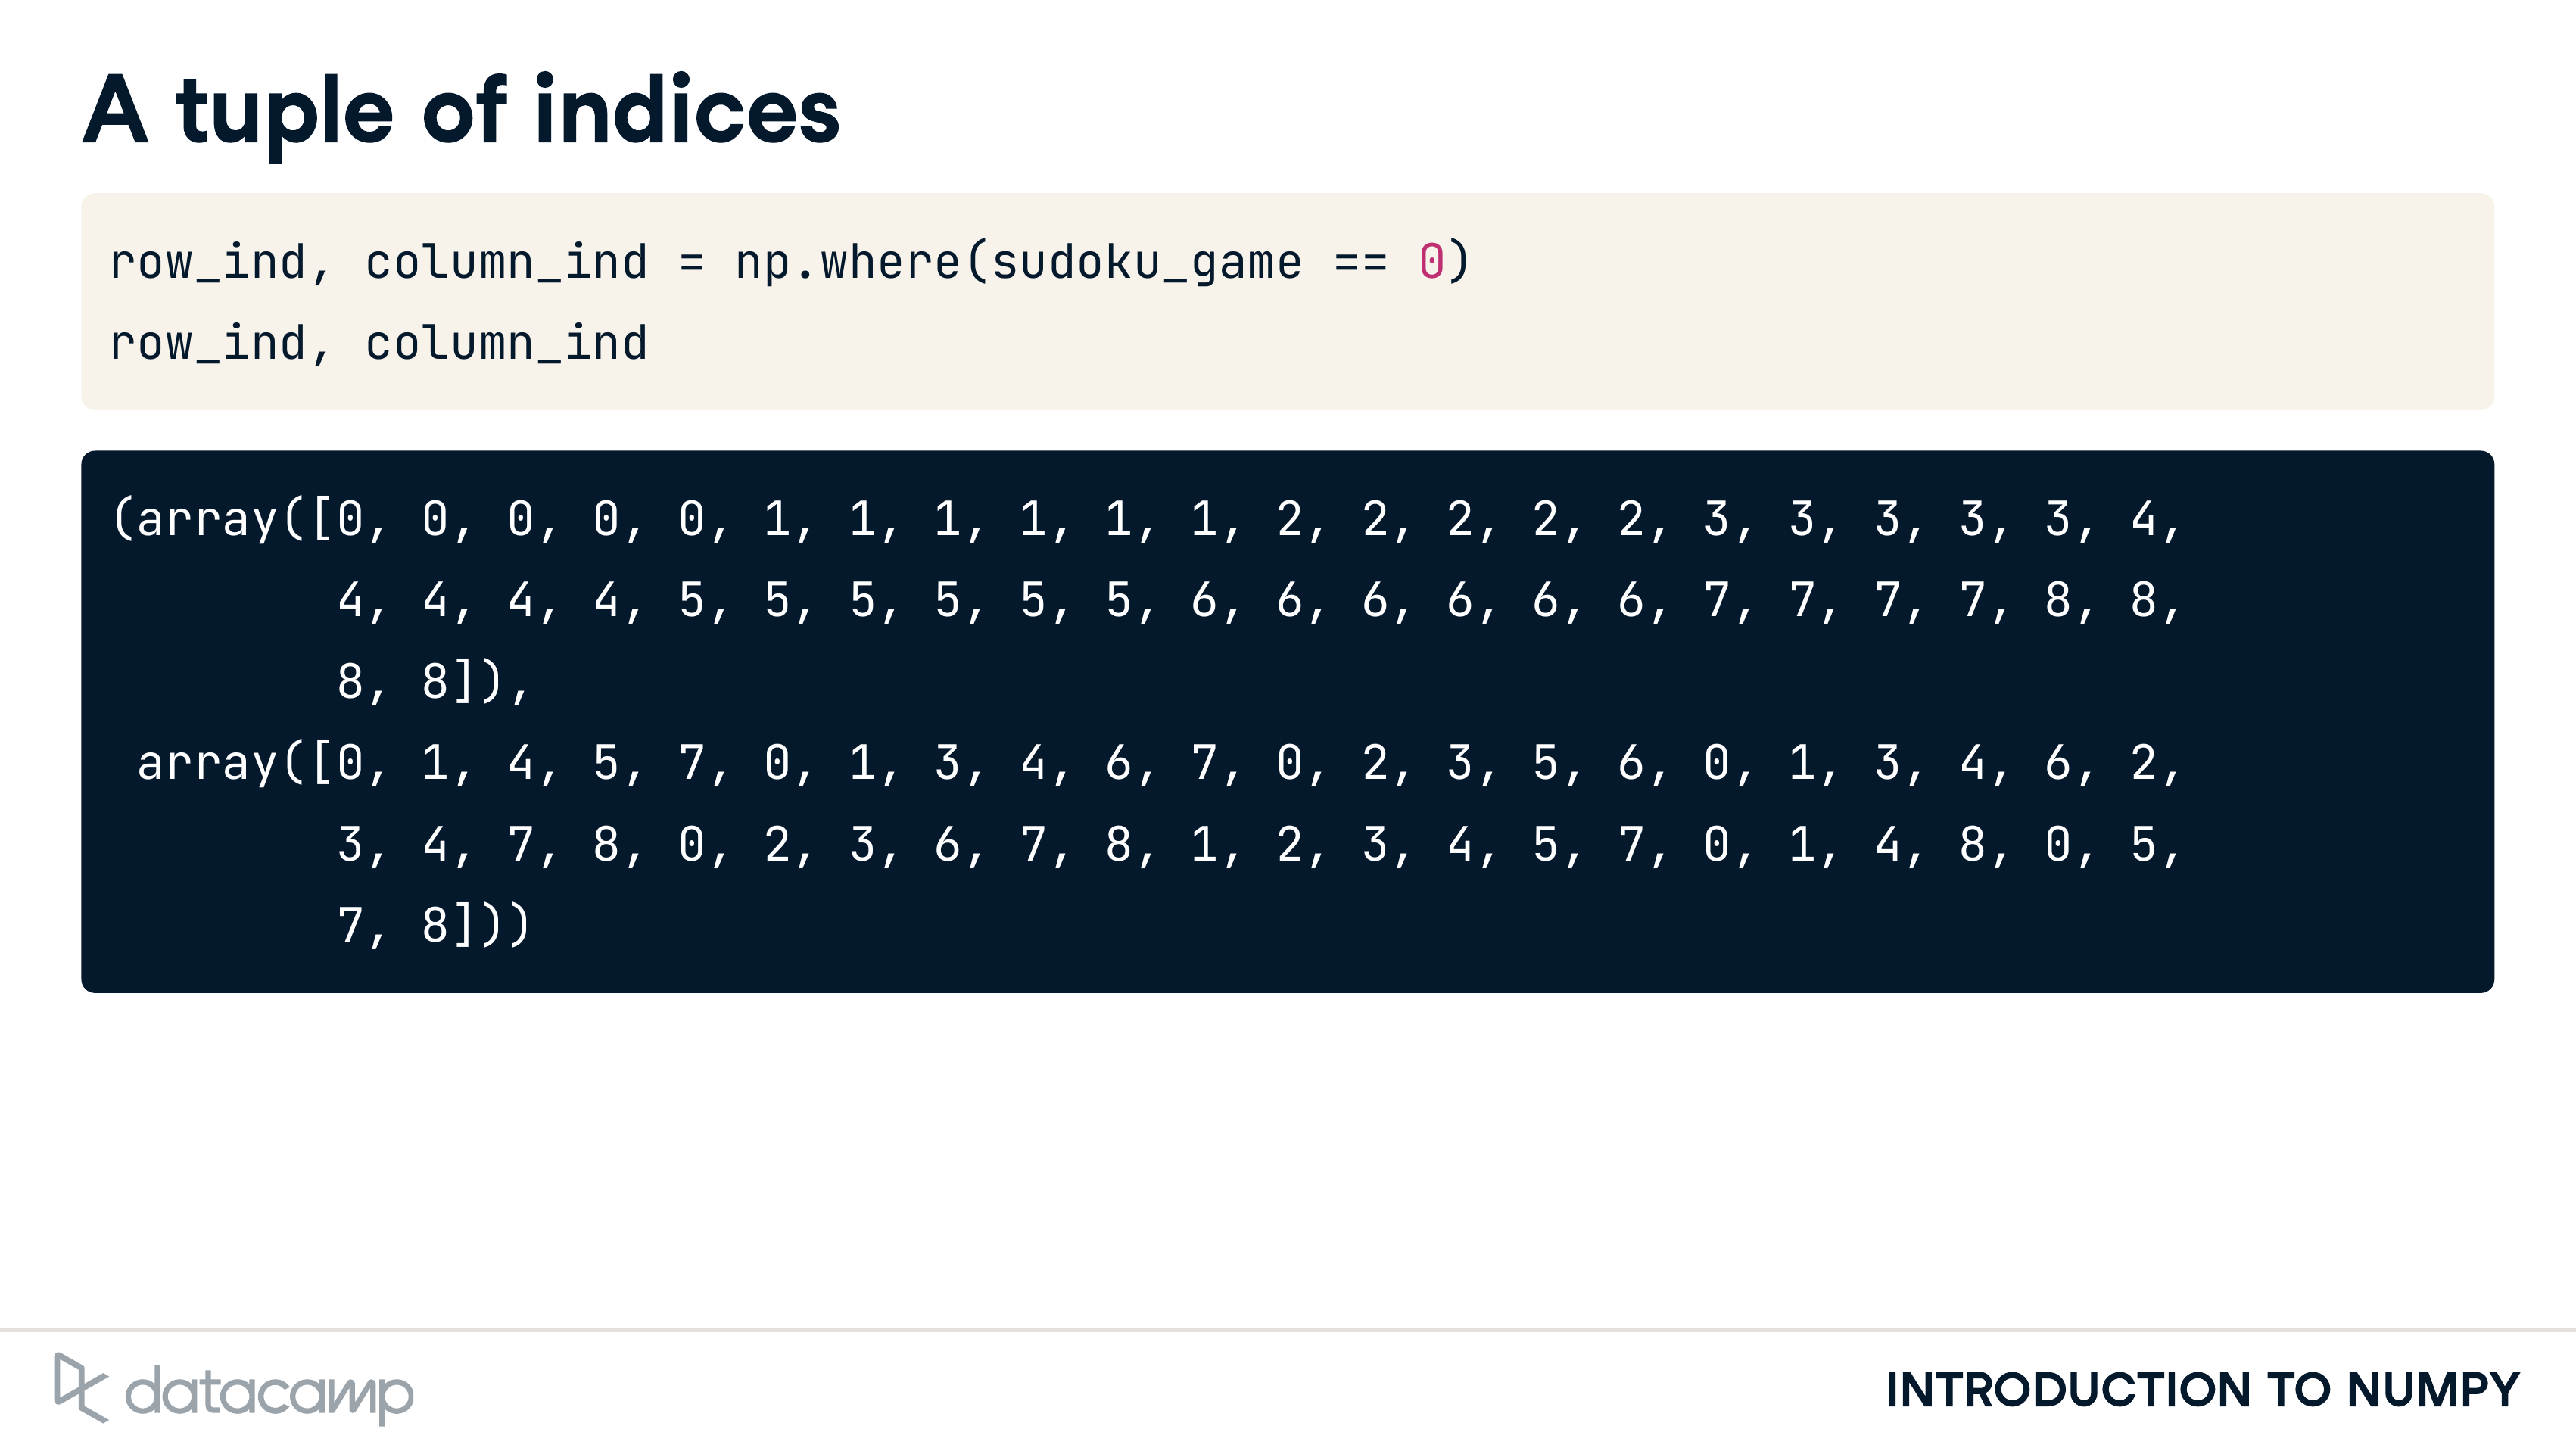 A tuple of indices
row_ind, column_ind = np.where(sudoku_game == 0)
row_ind, column_ind
(array([0, 0, 0, 0, 0, 1, 1, 1, 1, 1, 1, 2, 2, 2, 2, 2, 3, 3, 3, 3, 3, 4,
4, 4, 4, 4, 5, 5, 5, 5, 5, 5, 6, 6, 6, 6, 6, 6, 7, 7, 7, 7, 8, 8,
8, 8]),
array([0, 1, 4, 5, 7, 0, 1, 3, 4, 6, 7, 0, 2, 3, 5, 6, 0, 1, 3, 4, 6, 2,
3, 4, 7, 8, 0, 2, 3, 6, 7, 8, 1, 2, 3, 4, 5, 7, 0, 1, 4, 8, 0, 5,
7, 8]))
datacamp
INTRODUCTION TO NUMPY